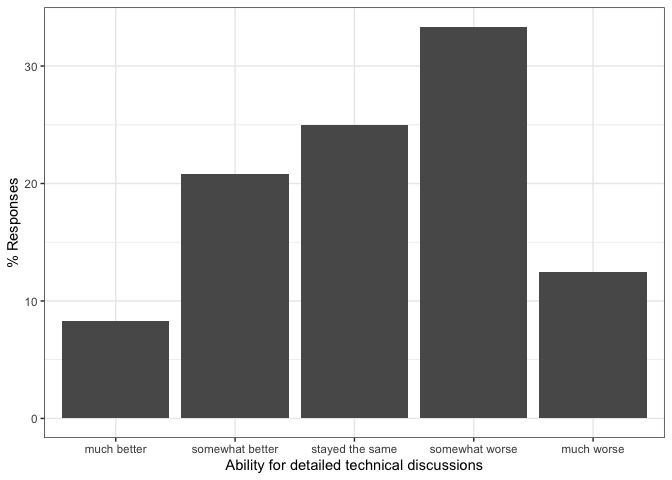 % Responses
30
20
10
0
much better somewhat better stayed the same somewhat worse much worse
Ability for detailed technical discussions